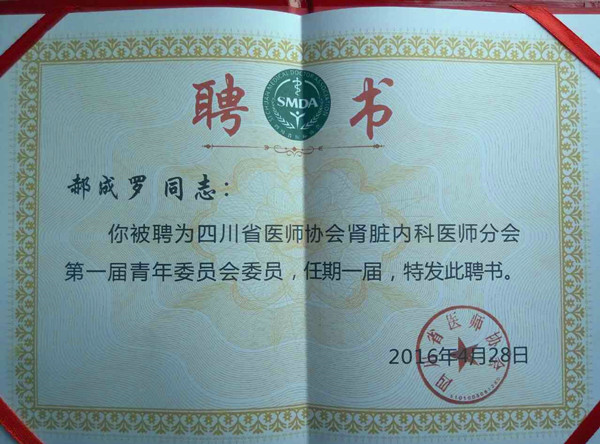 聘书
SMDA
郝成罗 同志：
你被聘为四川省医师协会肾脏内科医师分会
第一届青年委员会委员，任期一届，特发此聘书。
四川省医师协会
2016年4月28日